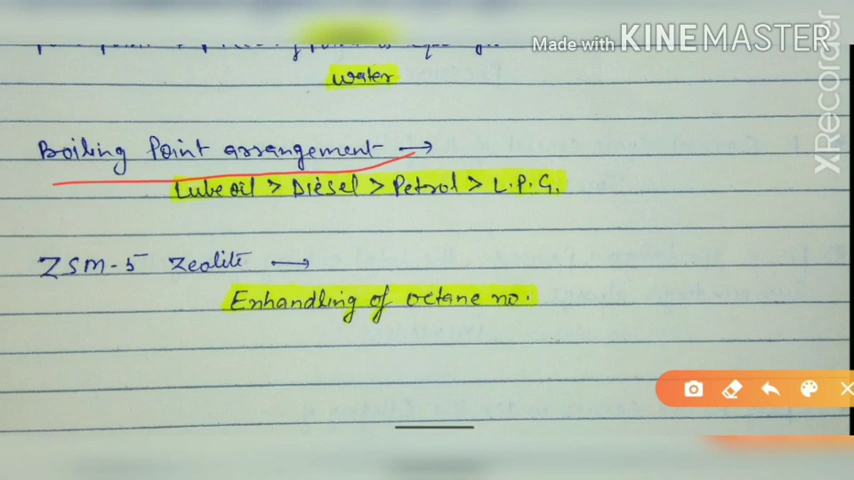 Made with KINEMASTER
XRecorder
water
Boiling Point arrangement →
Lube oil > Diesel > Petrol > L.P.G.
ZSM-5 Zeolite →
Enhandling of octane no.